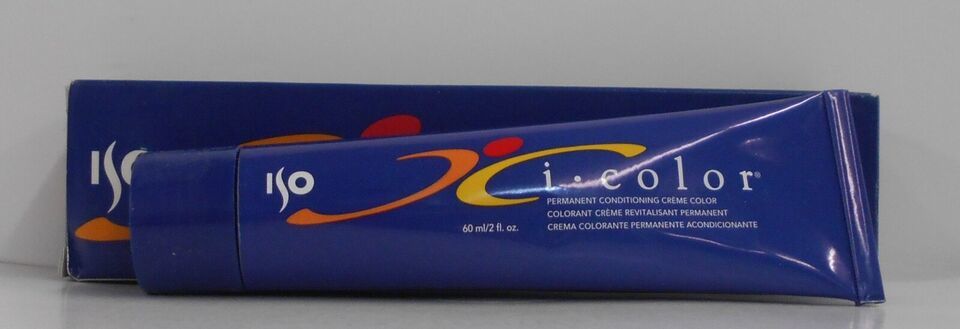 ISO
ISO
i·color®
PERMANENT CONDITIONING CRÈME COLOR
COLORANT CRÈME REVITALISANT PERMANENT
60 ml/2 fl. oz.
CREMA COLORANTE PERMANENTE ACONDICIONANTE